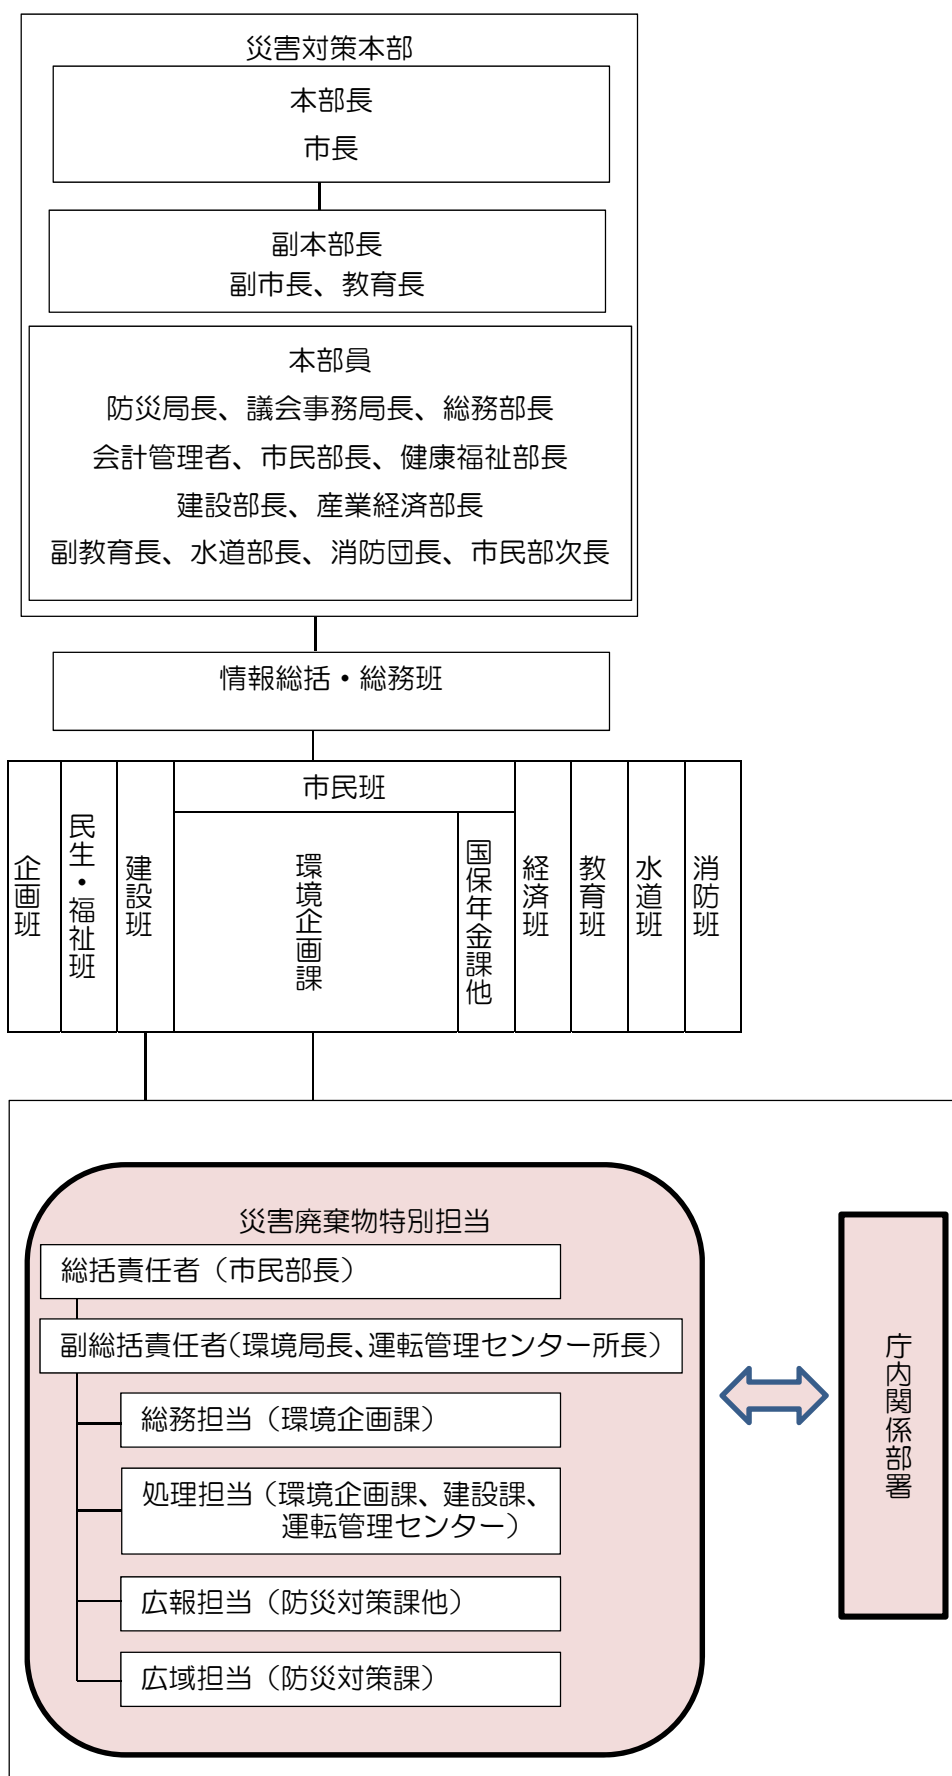 災害対策本部
本部長
市長
副本部長
副市長、教育長
本部員
防災局長、議会事務局長、総務部長
会計管理者、市民部長、健康福祉部長
建設部長、産業経済部長
副教育長、水道部長、消防団長、市民部次長
情報総括・総務班
企画班
民生・福祉班
建設班
市民班
環境企画課
国保年金課他
経済班
教育班
水道班
消防班
災害廃棄物特別担当
総括責任者（市民部長）
副総括責任者（環境局長、運転管理センター所長）
総務担当（環境企画課）
処理担当（環境企画課、建設課、
運転管理センター）
広報担当（防災対策課他）
広域担当（防災対策課）
庁内関係部署